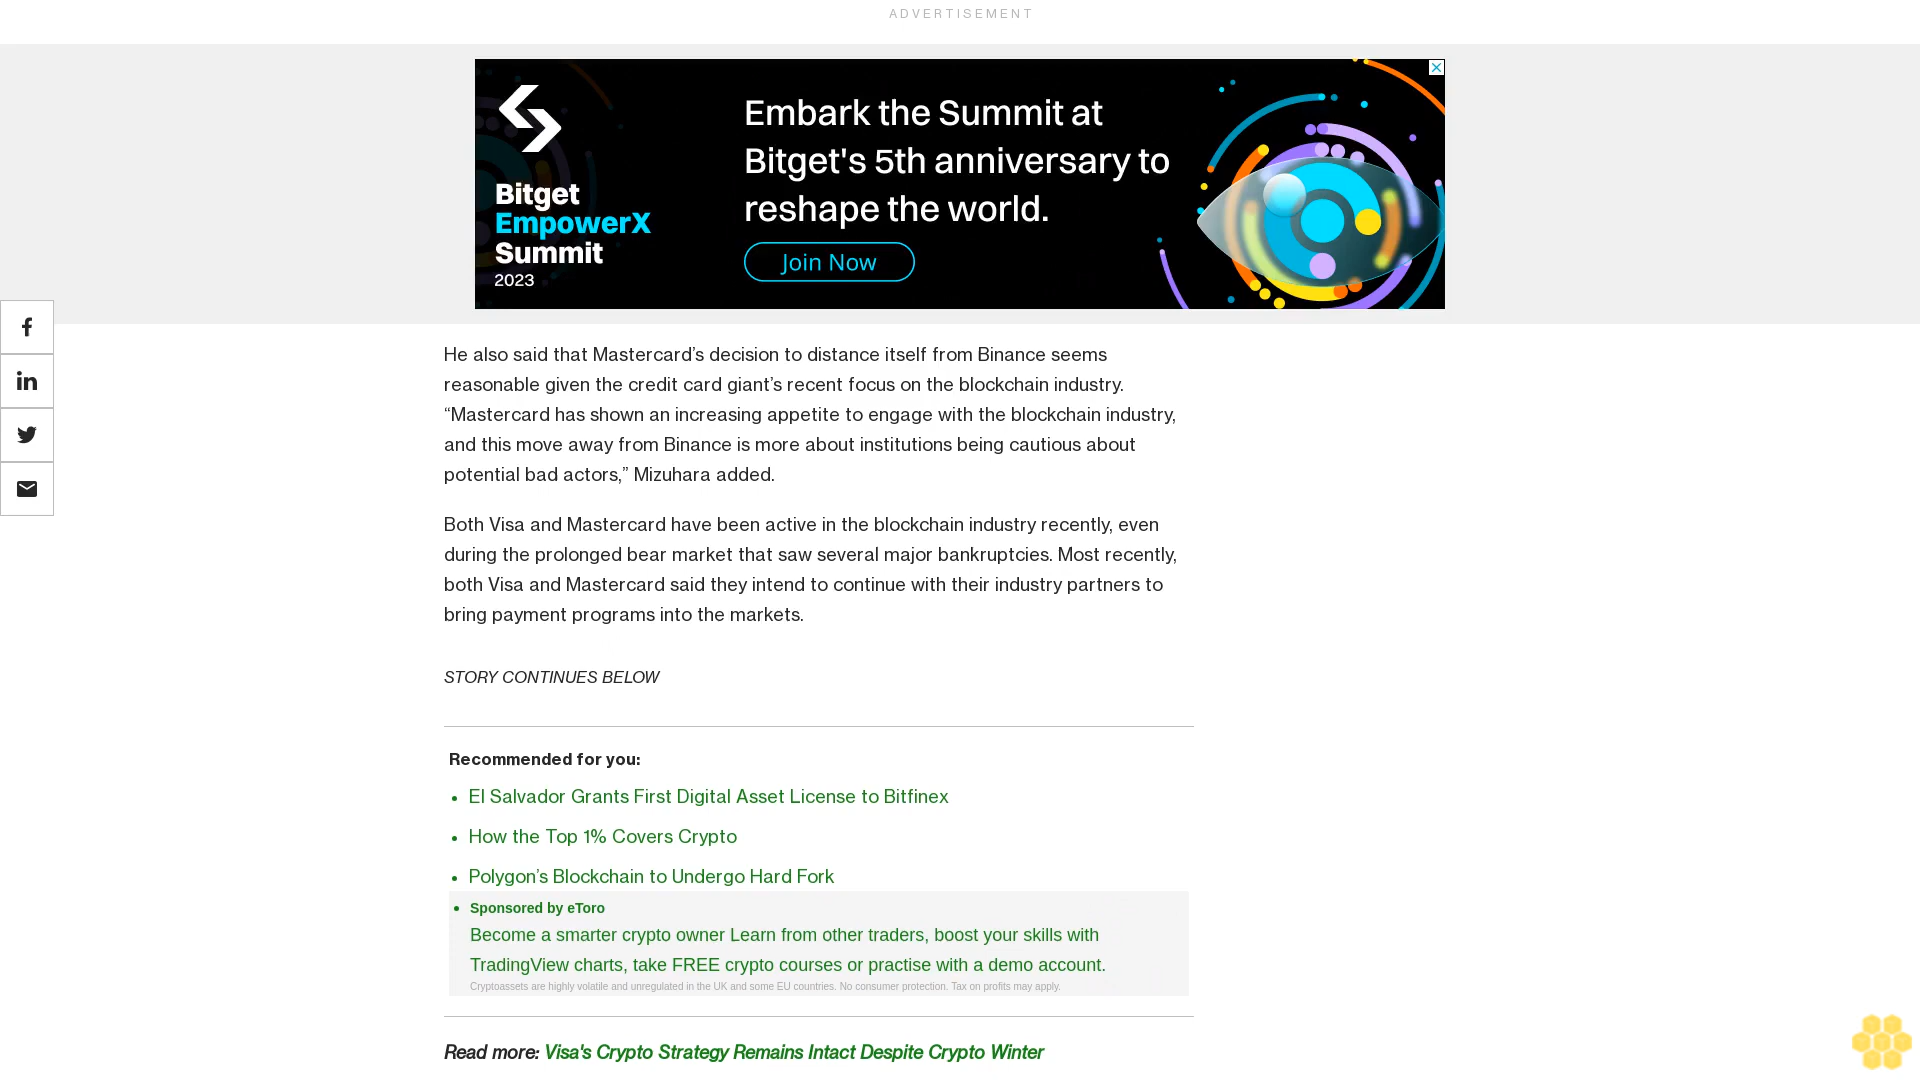 ADVERTISEMENT
Bitget
EmpowerX
Summit
2023
Embark the Summit at
Bitget's 5th anniversary to
reshape the world.
Join Now
He also said that Mastercard’s decision to distance itself from Binance seems
reasonable given the credit card giant’s recent focus on the blockchain industry.
“Mastercard has shown an increasing appetite to engage with the blockchain industry,
and this move away from Binance is more about institutions being cautious about
potential bad actors,” Mizuhara added.
Both Visa and Mastercard have been active in the blockchain industry recently, even
during the prolonged bear market that saw several major bankruptcies. Most recently,
both Visa and Mastercard said they intend to continue with their industry partners to
bring payment programs into the markets.
STORY CONTINUES BELOW
Recommended for you:
• El Salvador Grants First Digital Asset License to Bitfinex
• How the Top 1% Covers Crypto
• Polygon’s Blockchain to Undergo Hard Fork
• Sponsored by eToro
Become a smarter crypto owner Learn from other traders, boost your skills with
TradingView charts, take FREE crypto courses or practise with a demo account.
Cryptoassets are highly volatile and unregulated in the UK and some EU countries. No consumer protection. Tax on profits may apply.
Read more: Visa's Crypto Strategy Remains Intact Despite Crypto Winter